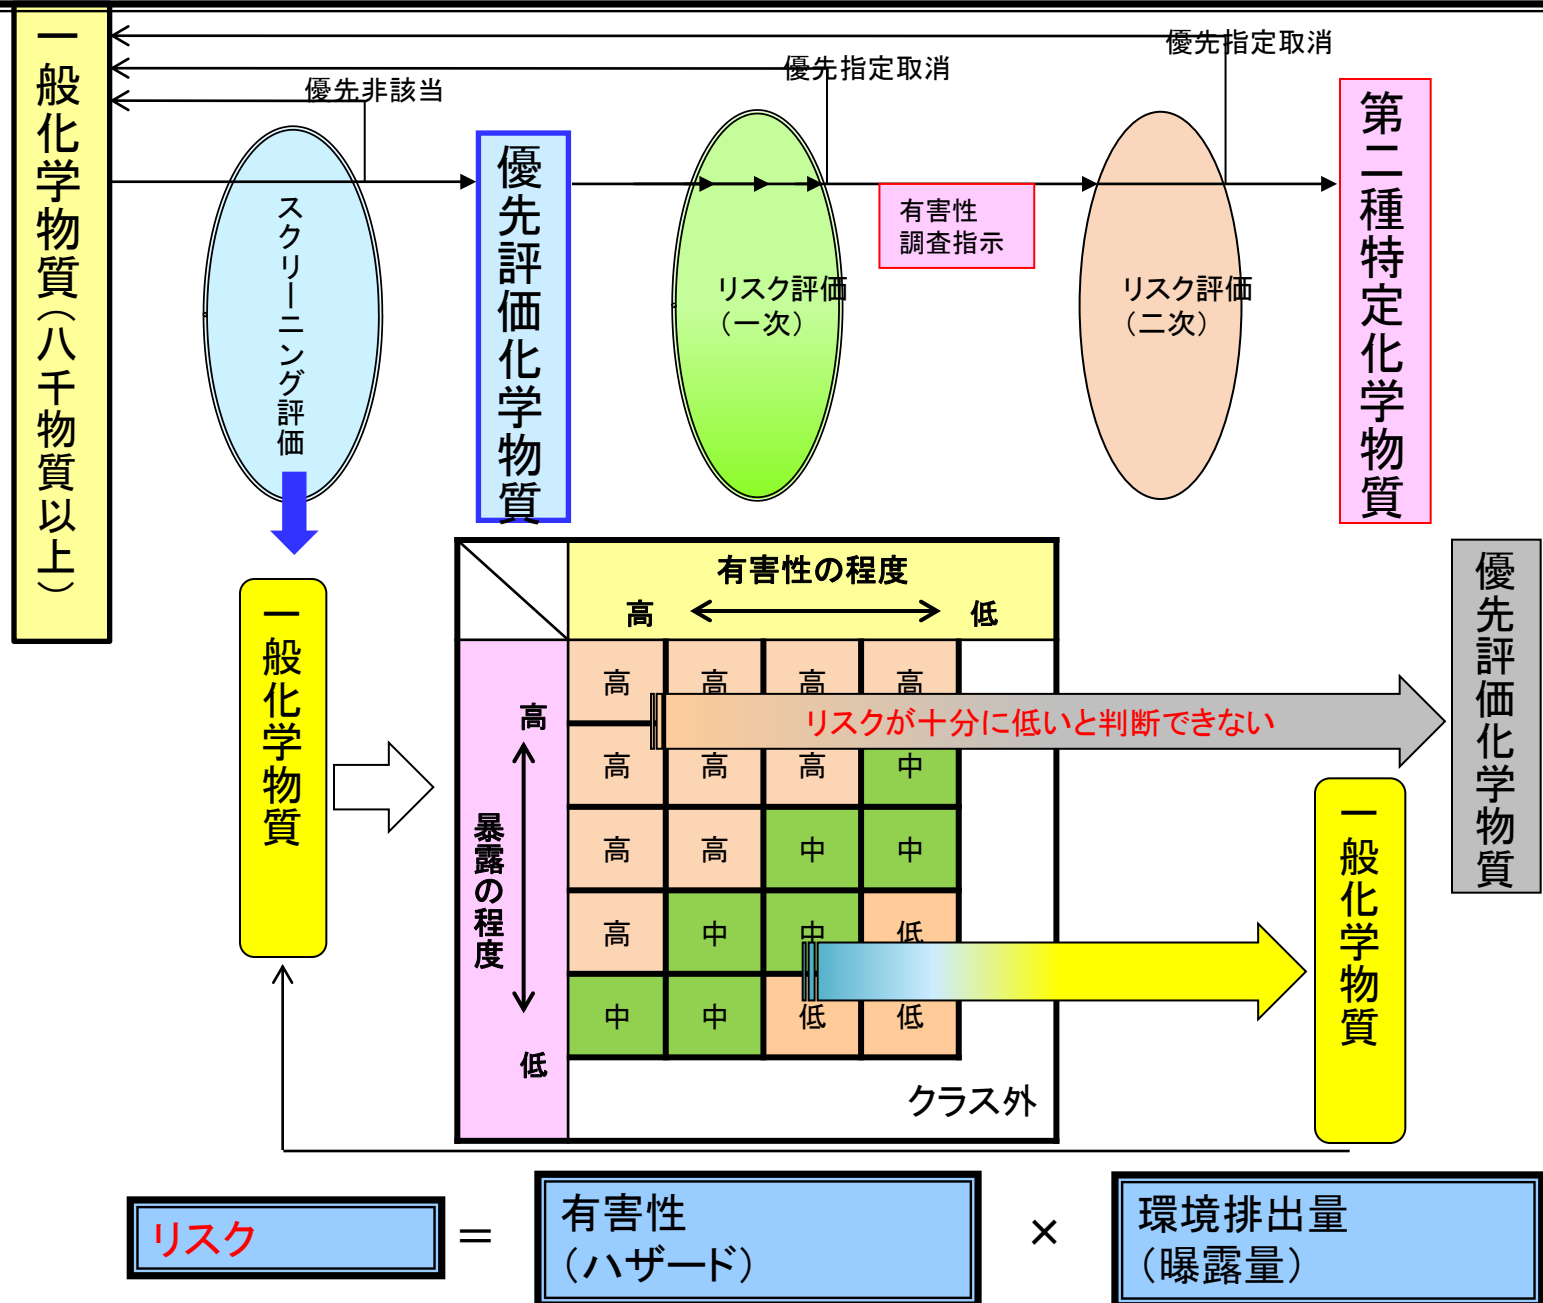 一般化学物質（八千物質以上）
優先非該当
優先指定取消
優先指定取消
スクリーニング評価
優先評価化学物質
リスク評価
（一次）
有害性
調査指示
リスク評価
（二次）
第二種特定化学物質
一般化学物質
有害性の程度
高
低
暴露の程度
高
低
高 高 高 高
高 高 高 中
高 高 中 中
高 中 中 低
中 中 低 低
クラス外
リスクが十分に低いと判断できない
優先評価化学物質
一般化学物質
リスク
＝
有害性
（ハザード）
×
環境排出量
（曝露量）